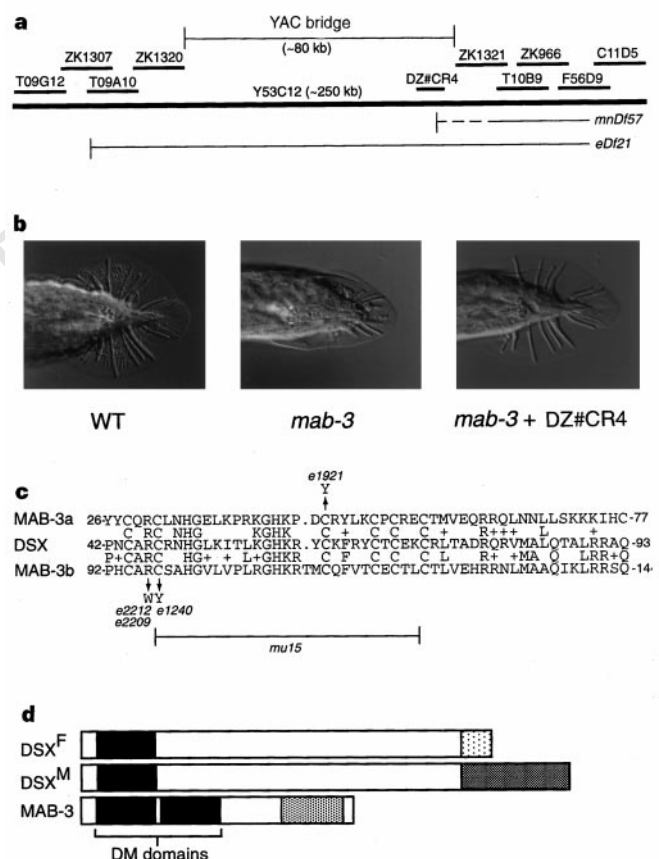 a
YAC bridge
(~80 kb)
ZK1307 ZK1320 ZK1321 ZK966 C11D5
T09G12 T09A10 Y53C12 (~250 kb) DZ#CR4 T10B9 F56D9
mnDf57
eDf21
b
WT mab-3 mab-3 + DZ#CR4
c
e1921
Y
MAB-3a 26-YYCQRCLNHGELKPRKGHKP.DCRYLKCPCRECTMVEQRRQLNNLLSKKKIHC-77
C RC NHG KGHK C + C C C + R+++ L +
DSX 42-PNCARCRNHGLKITLKGHKR.YCKFRYCTCEKCRLTADRQRVMALQTALRRAQ-93
P+CARC HG+ + L+GHKR C F C C C L R +MA Q LRR+Q
MAB-3b 92-PHCARCSAHGVLVPLRGHKRTMCQFVTCECTLCTLVEHRRNLMAAQIKLRRSQ-14
WY
e2212 e1240
e2209
mu15
d
DSXF
DSXM
MAB-3
DM domains